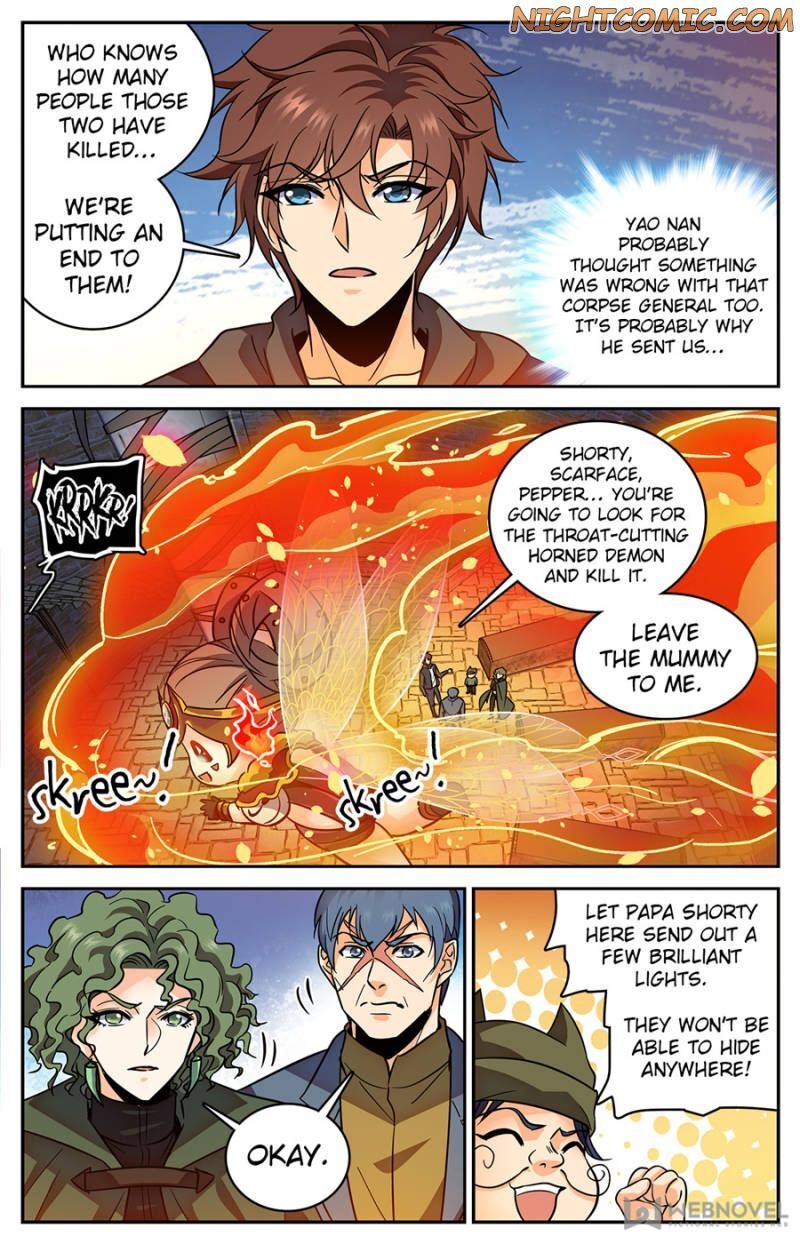 NIGHTCOMIC.COM
WHO KNOWS
HOW MANY
PEOPLE THOSE
TWO HAVE
KILLED...
WE'RE
PUTTING AN
END TO
THEM!
YAO NAN
PROBABLY
THOUGHT SOMETHING
WAS WRONG WITH THAT
CORPSE GENERAL TOO.
IT'S PROBABLY WHY
HE SENT US...
KRRKR!
SHORTY,
SCARFACE,
PEPPER... YOU'RE
GOING TO LOOK FOR
THE THROAT-CUTTING
HORNED DEMON
AND KILL IT.
LEAVE
THE MUMMY
TO ME.
skree~!
skree~!
OKAY.
LET PAPA SHORTY
HERE SEND OUT A
FEW BRILLIANT
LIGHTS.
THEY WON'T BE
ABLE TO HIDE
ANYWHERE!
WEBNOVEL